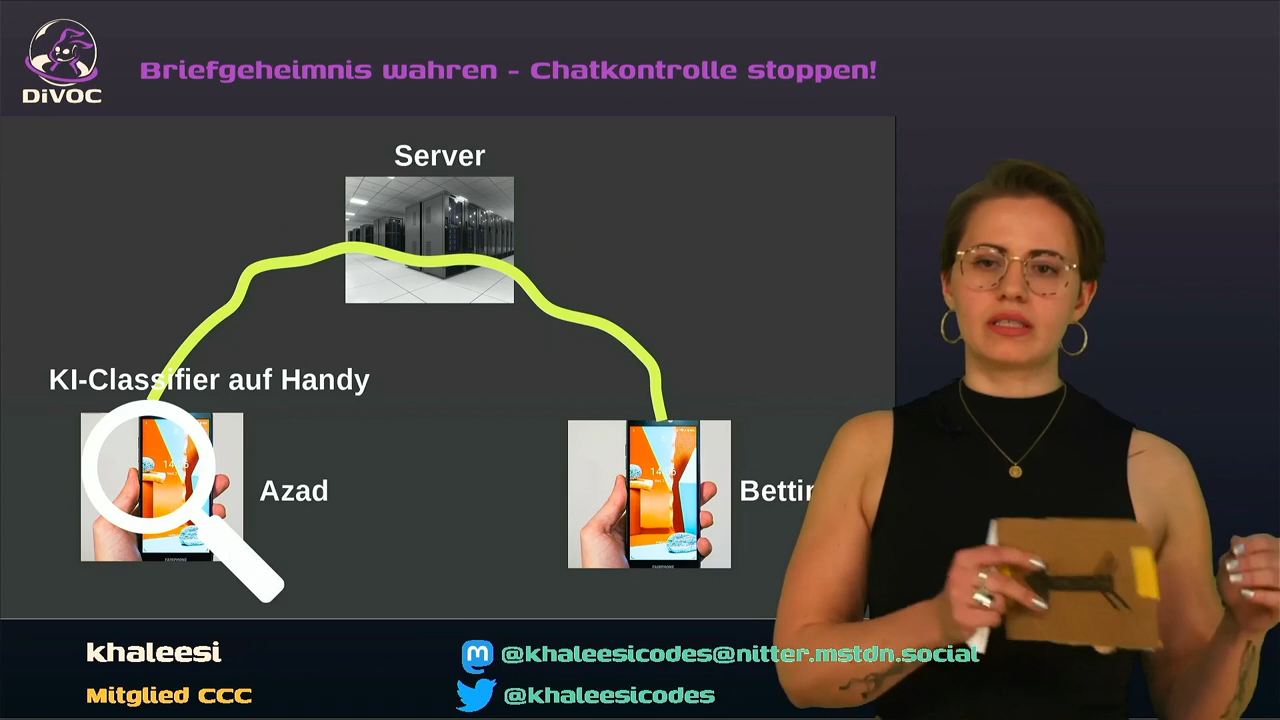 DiVOC
Briefgeheimnis wahren - Chatkontrolle stoppen!
Server
KI-Classifier auf Handy
Azad
khaleesi
@khaleesicodes@nitter.mstdn.social
Mitglied CCC
@khaleesicodes